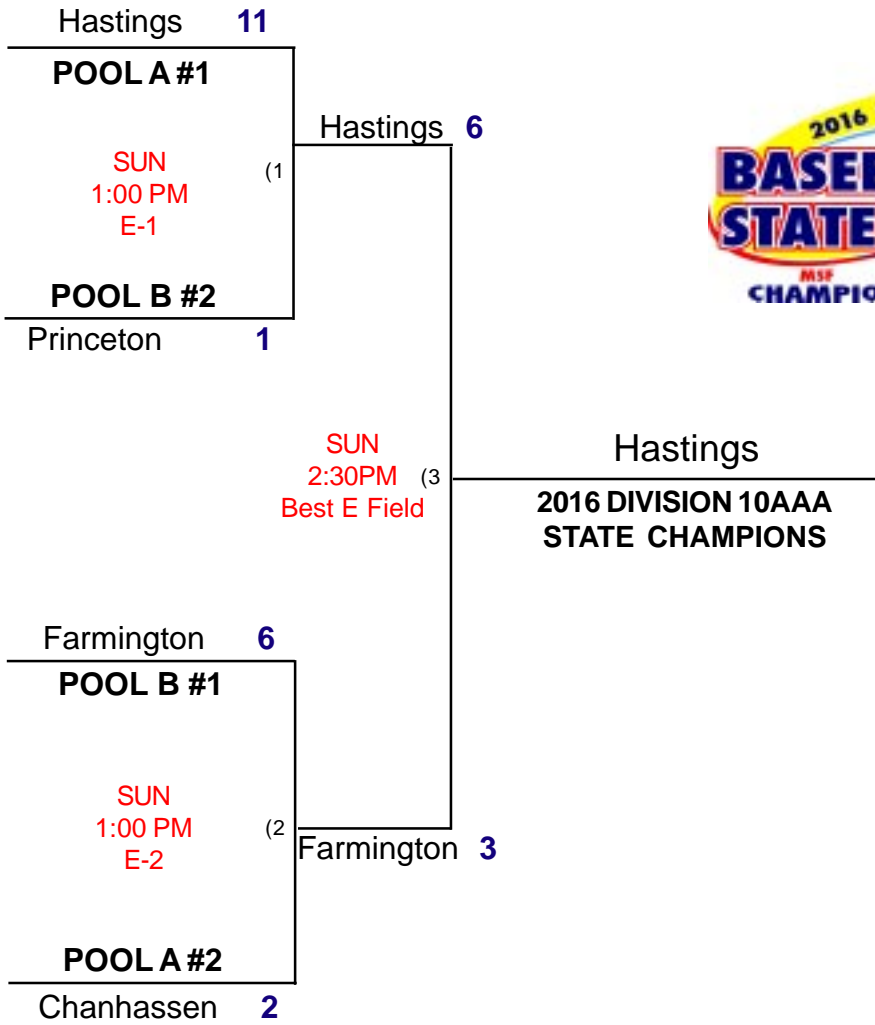 Hastings 11
POOL A #1
Hastings 6
SUN
1:00 PM
E-1
(1
POOL B #2
Princeton 1
2016
STATE
MSF
SUN
2:30PM
Best E Field
(3
Hastings
2016 DIVISION 10AAA
STATE CHAMPIONS
Farmington 6
POOL B #1
SUN
1:00 PM
E-2
(2
Farmington 3
POOL A #2
Chanhassen 2